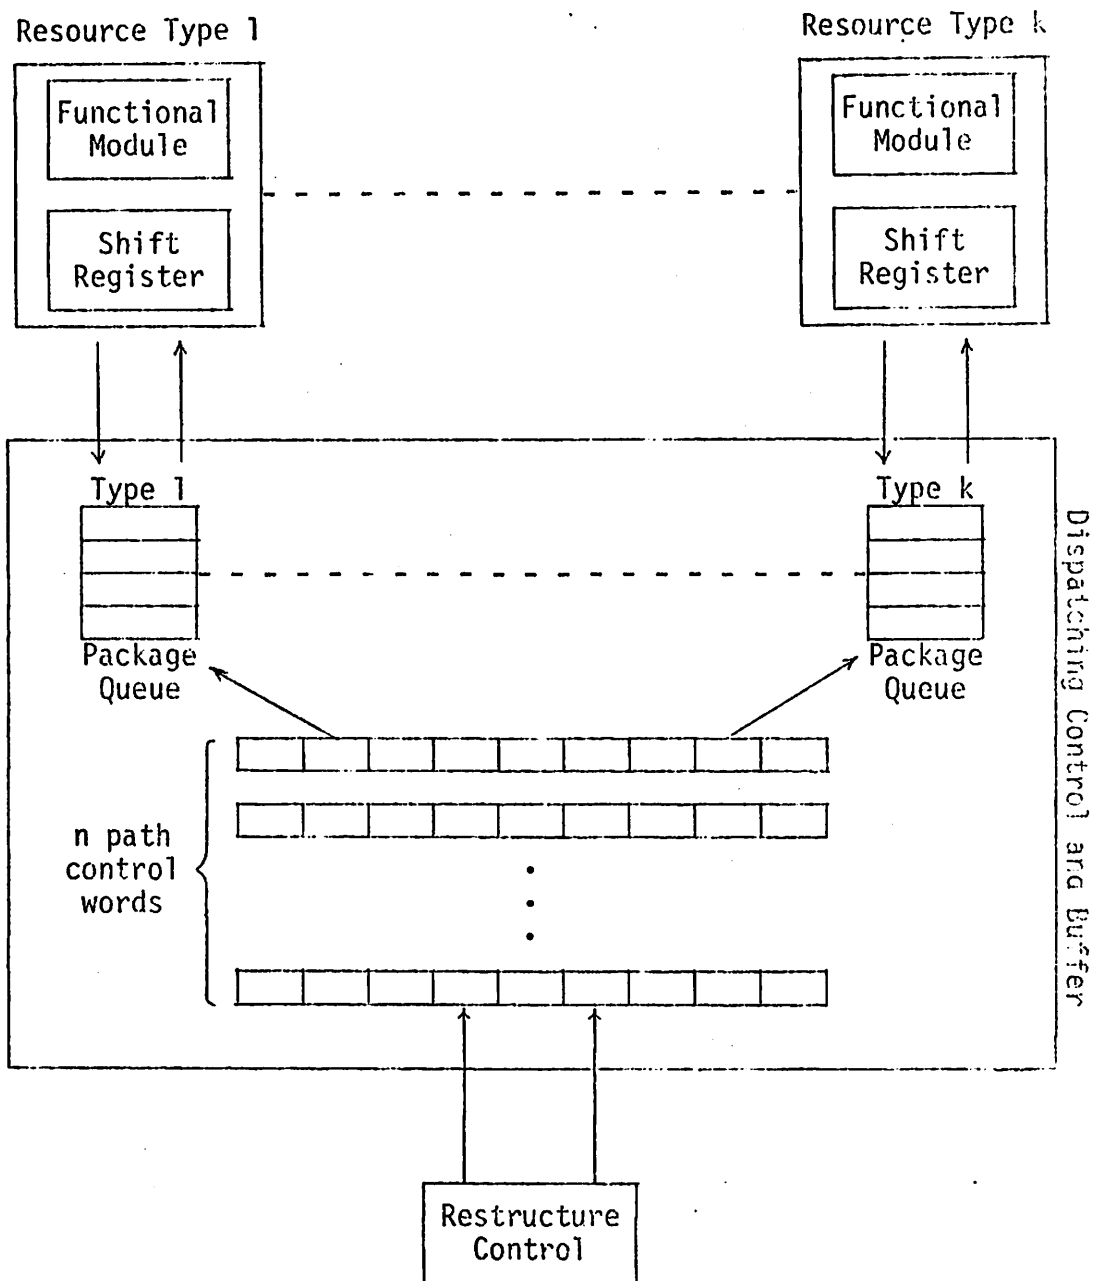 Resource Type 1
Resource Type k
Functional
Module
Functional
Module
Shift
Register
Shift
Register
Type 1
Type k
Package
Queue
Package
Queue
n path
control
words
Dispatching Control and Buffer
Restructure
Control